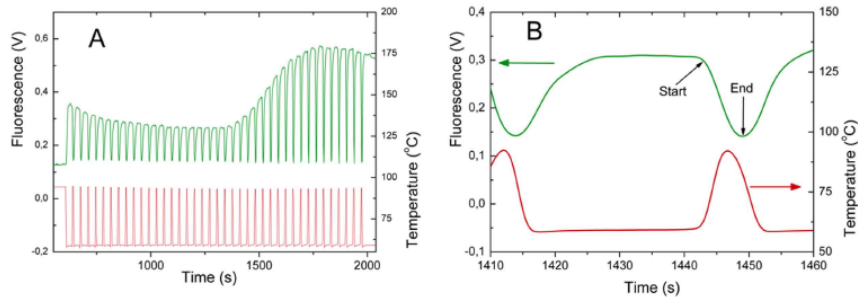 A
Fluorescence (V)
0,6
0,4
0,2
0,0
-0,2
1000
1500
2000
Time (s)
200
175
150
125
100
75
Temperature (°C)
B
Fluorescence (V)
0,4
0,3
0,2
0,1
0,0
-0,1
1410
1420
1430
1440
1450
1460
Time (s)
150
100
50
Temperature (°C)
Start
End